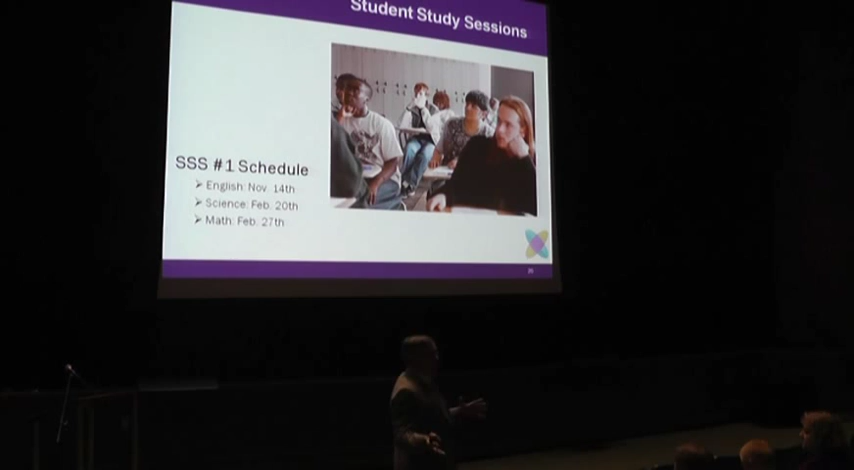 Student Study Sessions
SSS #1 Schedule
➢ English: Nov. 14th
➢ Science: Feb. 20th
➢ Math: Feb. 27th